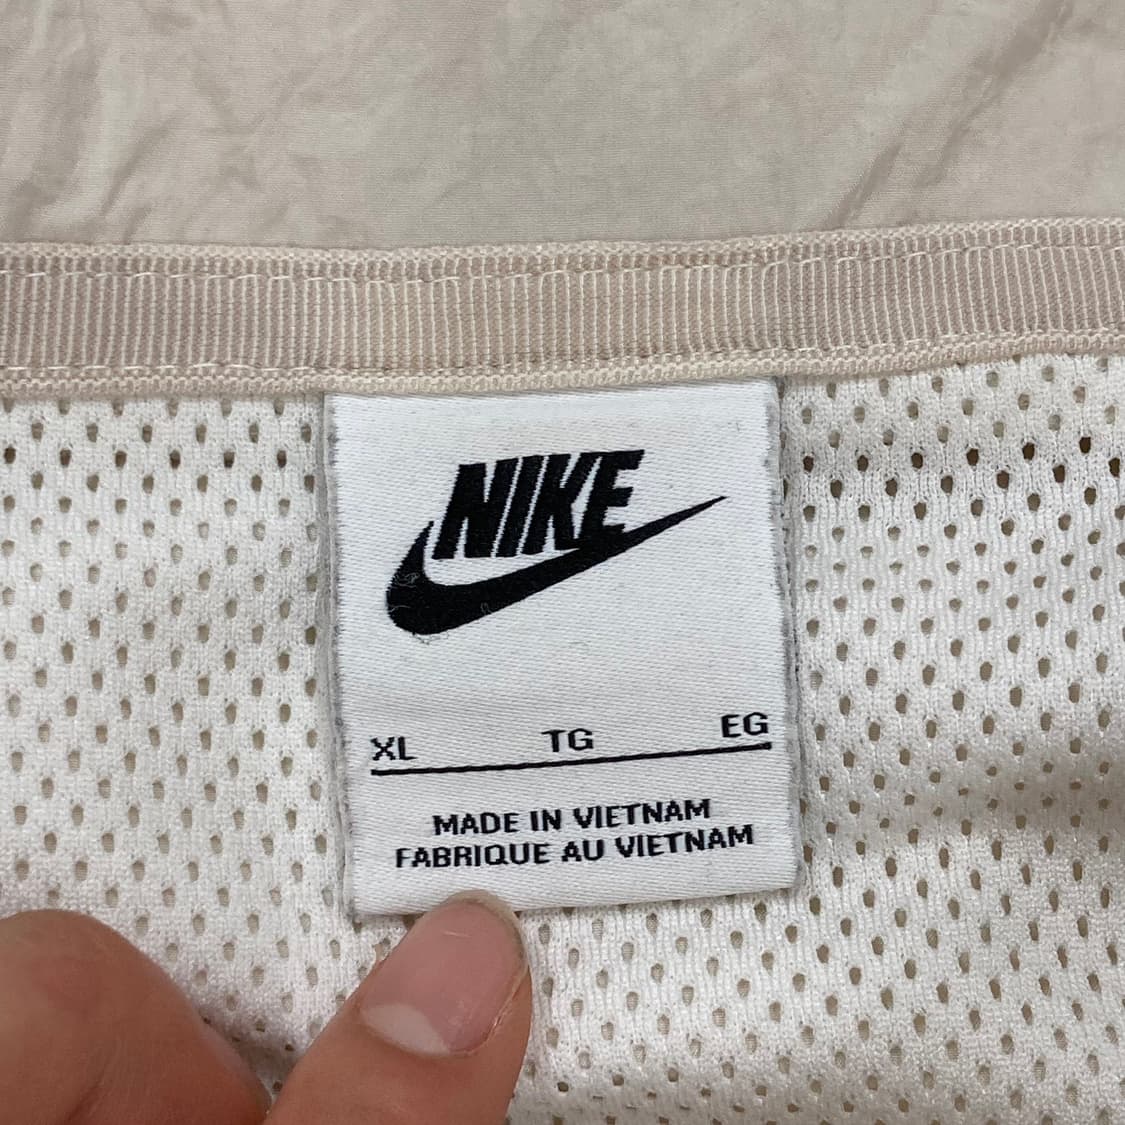 NIKE
XL TG EG
MADE IN VIETNAM
FABRIQUE AU VIETNAM